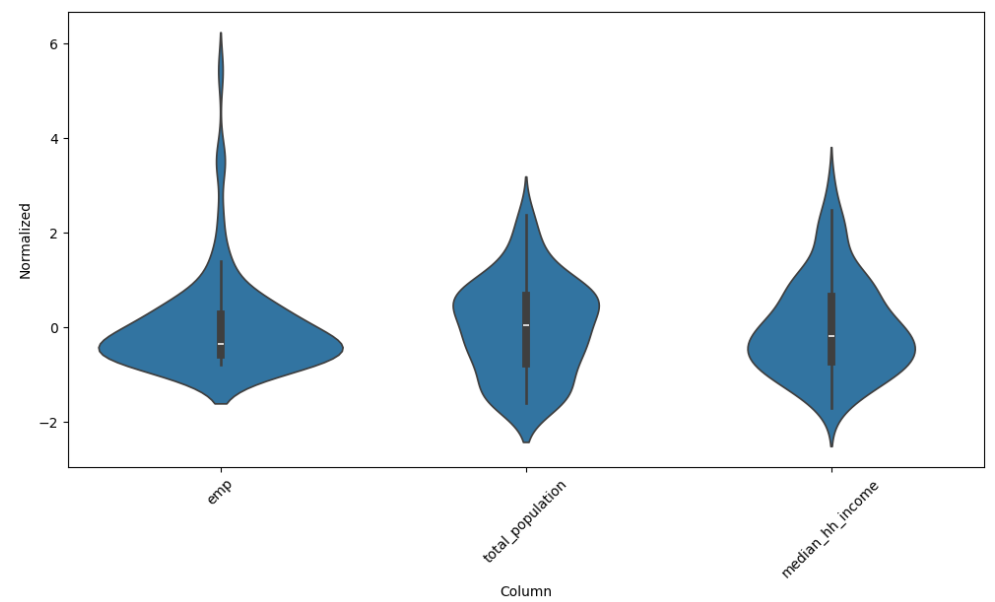 6
4
2
0
−2
Normalized
emp
total_population
median_hh_income
Column